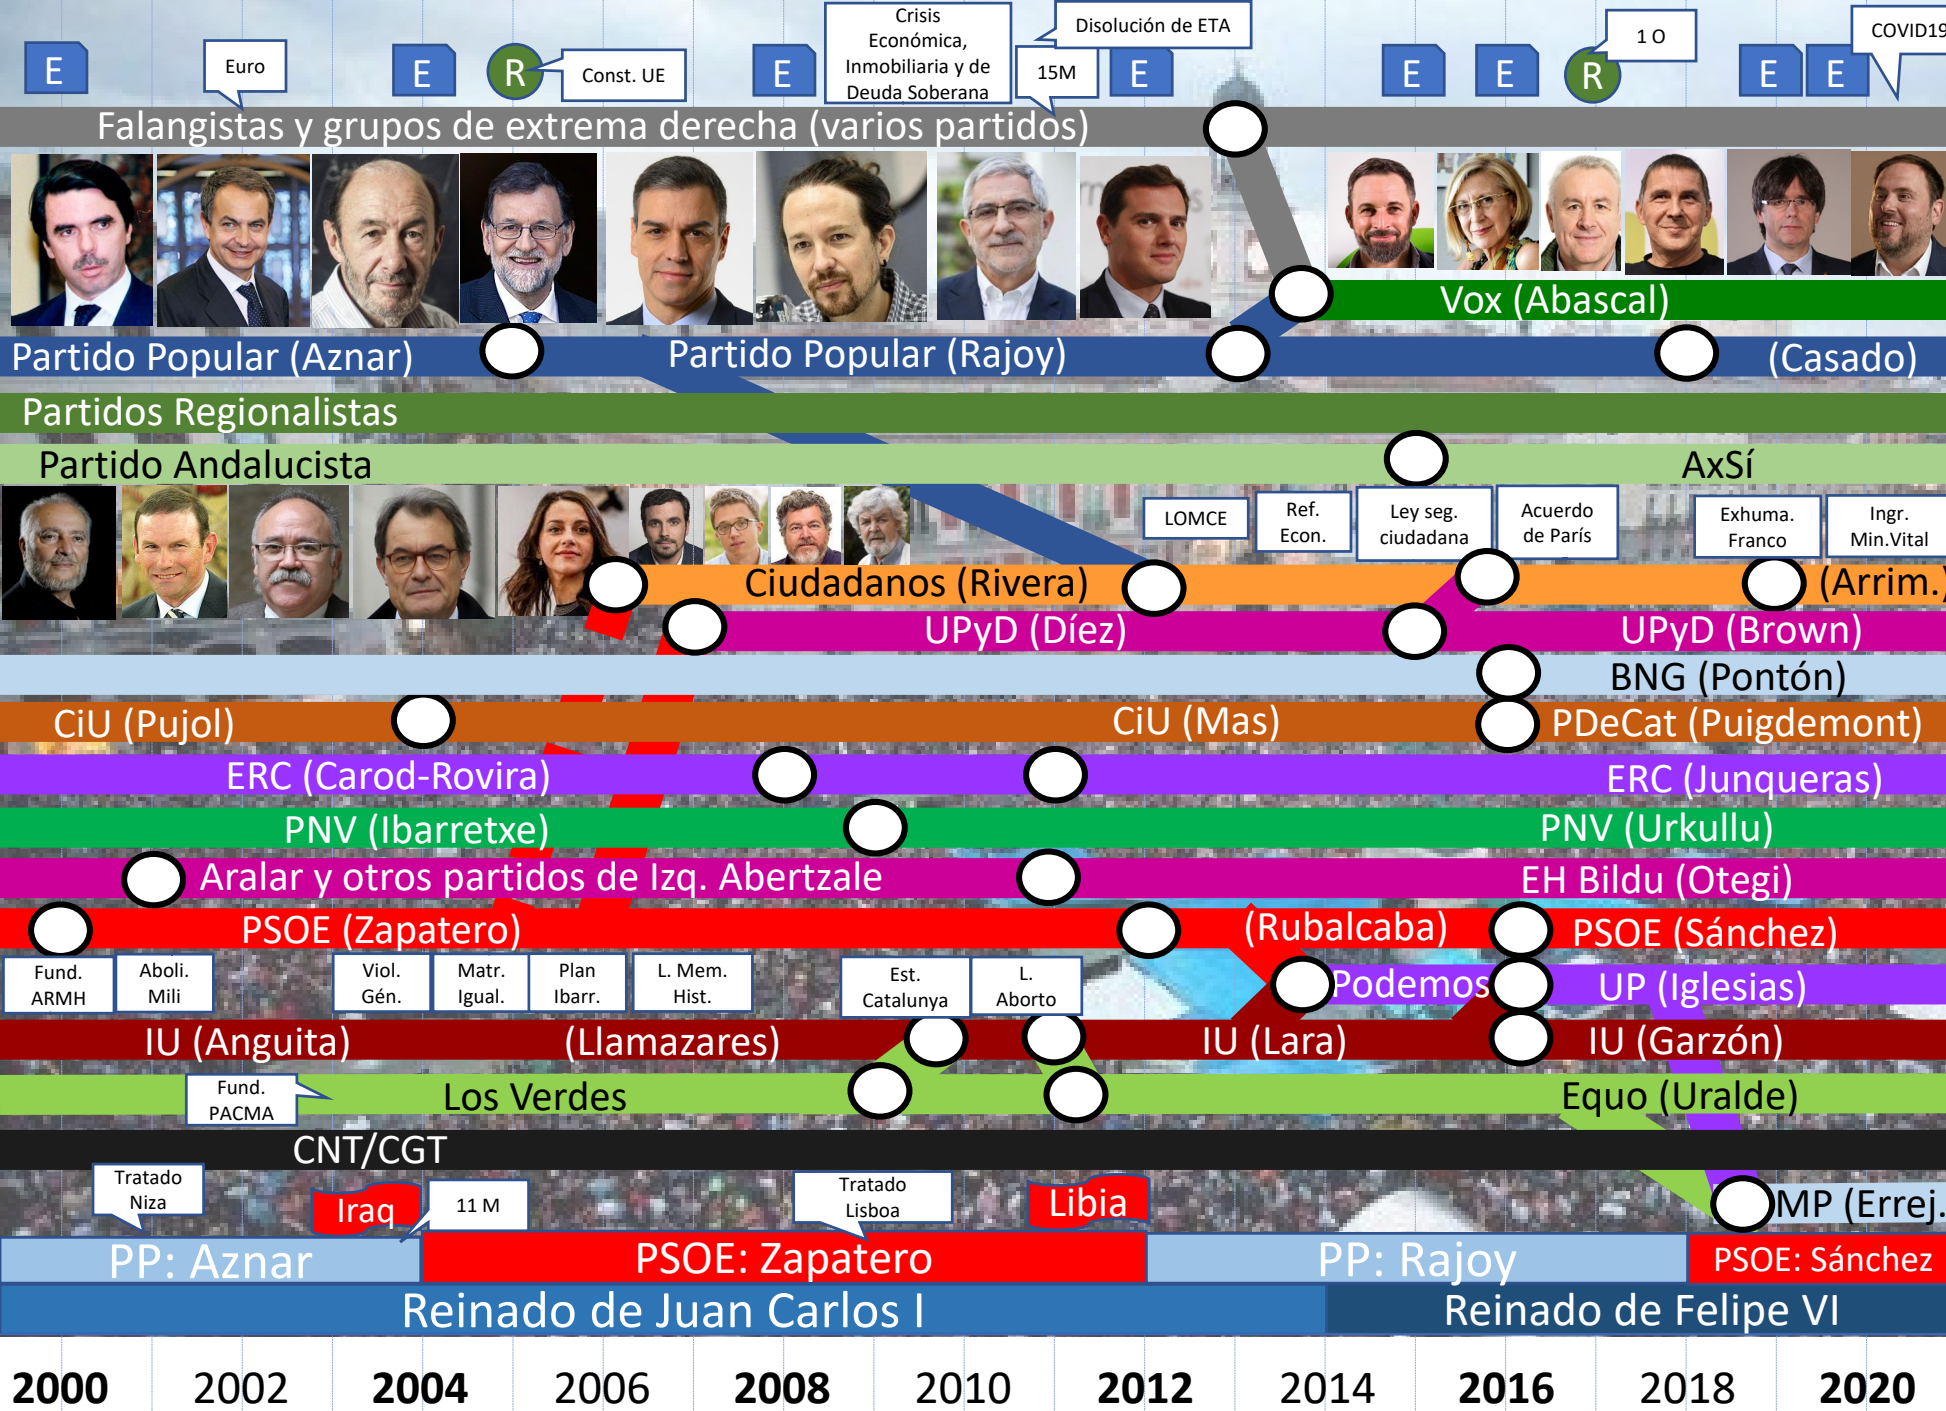 Crisis
Económica,
Inmobiliaria y de
Deuda Soberana
Disolución de ETA
1 O
COVID19
E
Euro
E
R
Const. UE
E
15M
E
E
E
R
E
E
Falangistas y grupos de extrema derecha (varios partidos)
Vox (Abascal)
Partido Popular (Aznar)
Partido Popular (Rajoy)
(Casado)
Partidos Regionalistas
Partido Andalucista
AxSí
LOMCE
Ref.
Econ.
Ley seg.
ciudadana
Acuerdo
de París
Exhuma.
Franco
Ingr.
Min.Vital
Ciudadanos (Rivera)
(Arrim.)
UPyD (Díez)
UPyD (Brown)
BNG (Pontón)
CiU (Pujol)
CiU (Mas)
PDeCat (Puigdemont)
ERC (Carod-Rovira)
ERC (Junqueras)
PNV (Ibarretxe)
PNV (Urkullu)
Aralar y otros partidos de Izq. Abertzale
EH Bildu (Otegi)
PSOE (Zapatero)
(Rubalcaba)
PSOE (Sánchez)
Fund.
ARMH
Aboli.
Mili
Viol.
Gén.
Matr.
Igual.
Plan
Ibarr.
L. Mem.
Hist.
Est.
Catalunya
L.
Aborto
Podemos
UP (Iglesias)
IU (Anguita)
(Llamazares)
IU (Lara)
IU (Garzón)
Fund.
PACMA
Los Verdes
Equo (Uralde)
CNT/CGT
Tratado
Niza
Iraq
11 M
Tratado
Lisboa
Libia
MP (Errej.
PP: Aznar
PSOE: Zapatero
PP: Rajoy
PSOE: Sánchez
Reinado de Juan Carlos I
Reinado de Felipe VI
2000 2002 2004 2006 2008 2010 2012 2014 2016 2018 2020